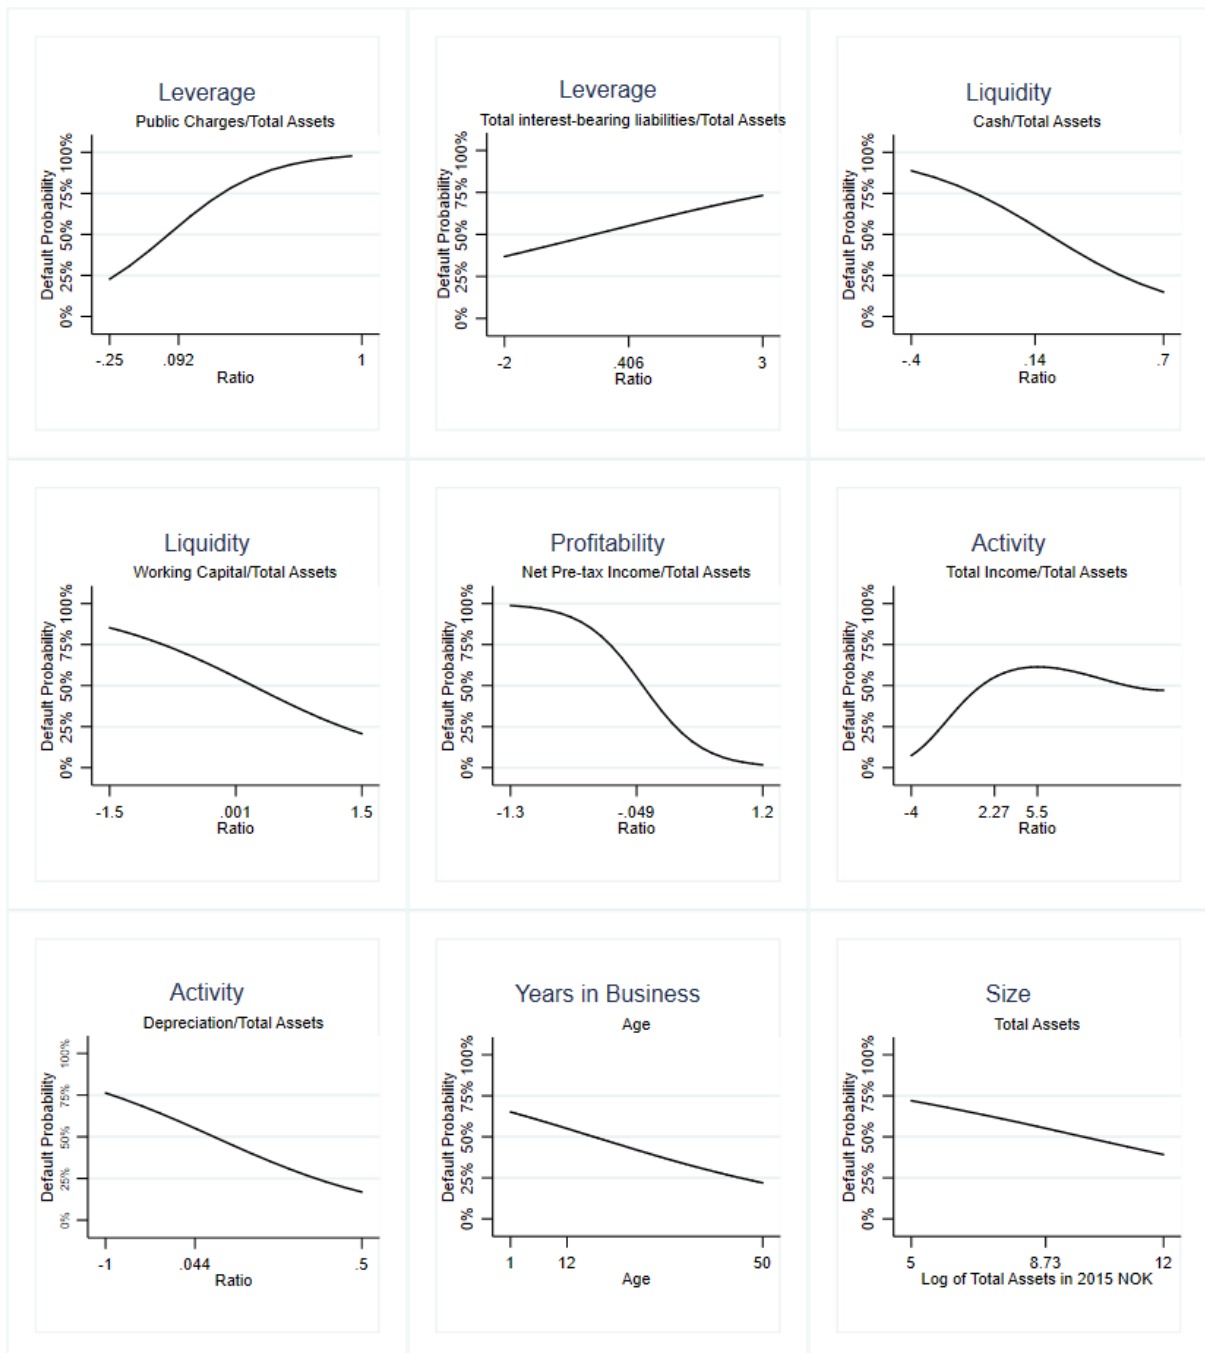 Leverage
Public Charges/Total Assets
Default Probability
100%
75%
50%
25%
0%
-.25 .092 1
Ratio
Leverage
Total interest-bearing liabilities/Total Assets
Default Probability
100%
75%
50%
25%
0%
-2 .406 3
Ratio
Liquidity
Cash/Total Assets
Default Probability
100%
75%
50%
25%
0%
-.4 .14 .7
Ratio
Liquidity
Working Capital/Total Assets
Default Probability
100%
75%
50%
25%
0%
-1.5 .001 1.5
Ratio
Profitability
Net Pre-tax Income/Total Assets
Default Probability
100%
75%
50%
25%
0%
-1.3 -.049 1.2
Ratio
Activity
Total Income/Total Assets
Default Probability
100%
75%
50%
25%
0%
-4 2.27 5.5
Ratio
Activity
Depreciation/Total Assets
Default Probability
100%
75%
50%
25%
0%
-1 .044 .5
Ratio
Years in Business
Age
Default Probability
100%
75%
50%
25%
0%
1 12 50
Age
Size
Total Assets
Default Probability
100%
75%
50%
25%
0%
5 8.73 12
Log of Total Assets in 2015 NOK